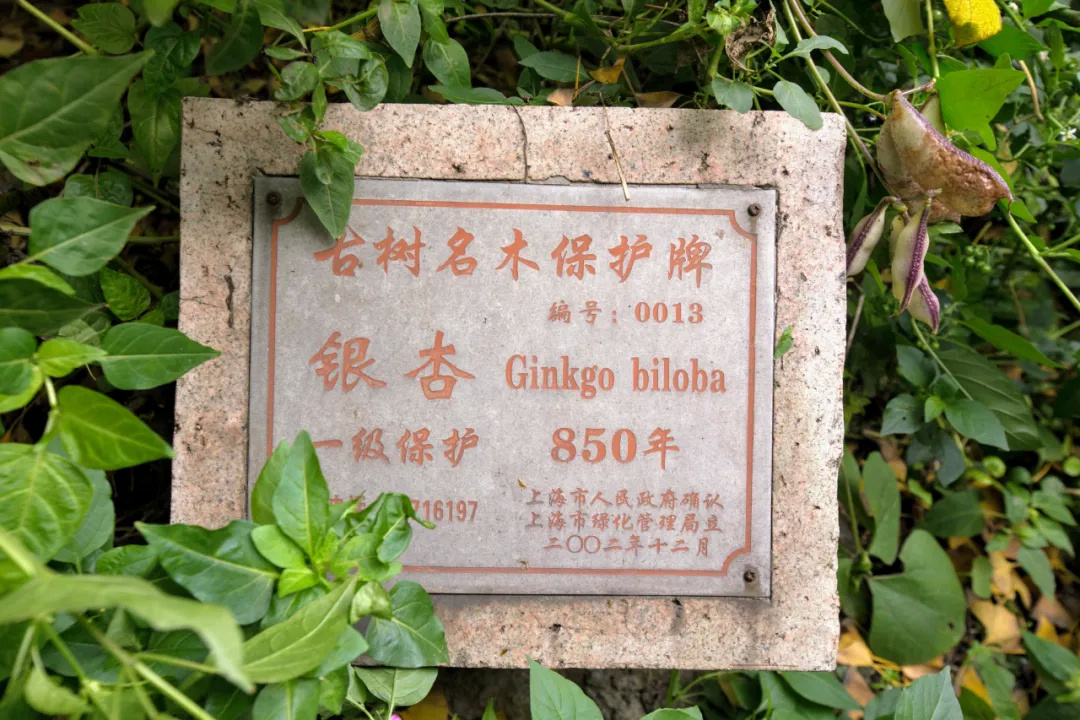 古树名木保护牌
编号：0013
银杏 Ginkgo biloba
一级保护 850年
716197
上海市人民政府确认
上海市绿化管理局立
二〇〇二年十二月